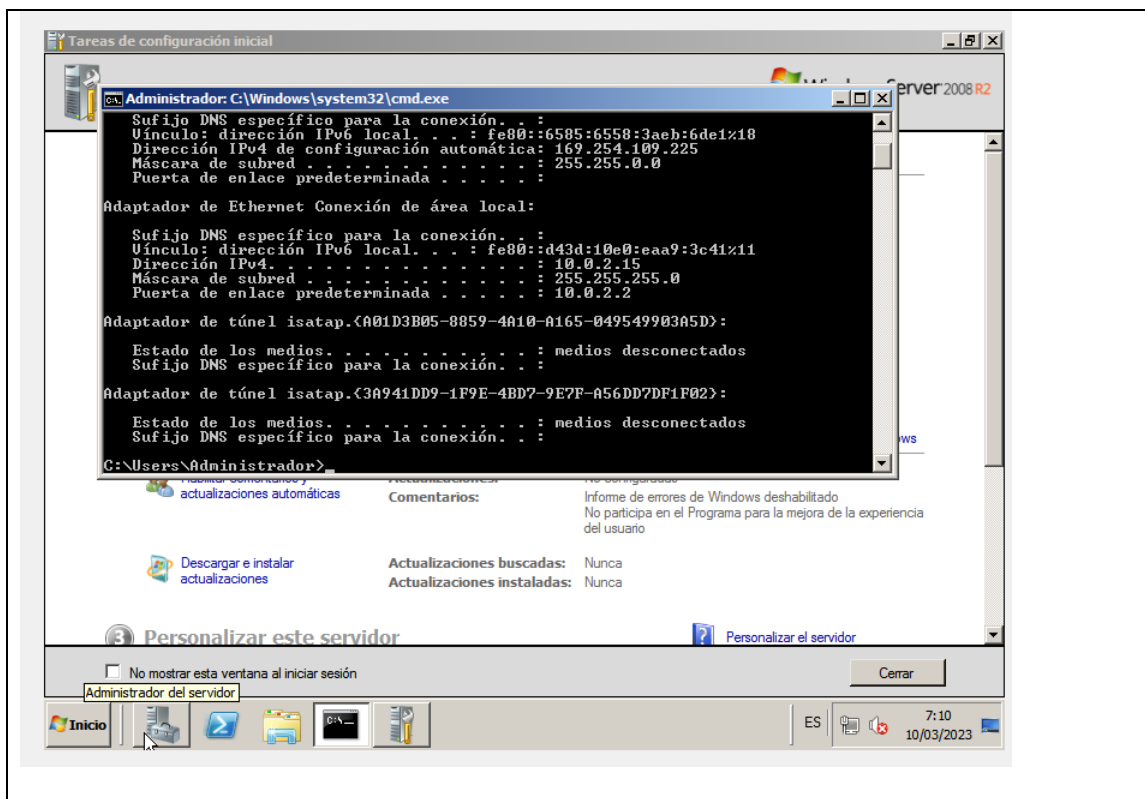 Tareas de configuración inicial
erver 2008 R2
Administrador: C:\Windows\system32\cmd.exe
Sufijo DNS específico para la conexión. . :
Vínculo: dirección IPv6 local. . . : fe80::6585:6558:3aeb:6de1%18
Dirección IPv4 de configuración automática: 169.254.109.225
Máscara de subred . . . . . . . . . . . . : 255.255.0.0
Puerta de enlace predeterminada . . . . . :
Adaptador de Ethernet Conexión de área local:
Sufijo DNS específico para la conexión. . :
Vínculo: dirección IPv6 local. . . : fe80::d43d:10e0:eaa9:3c41%11
Dirección IPv4. . . . . . . . . . . . . . : 10.0.2.15
Máscara de subred . . . . . . . . . . . . : 255.255.255.0
Puerta de enlace predeterminada . . . . . : 10.0.2.2
Adaptador de túnel isatap.{A01D3B05-8859-4A10-A165-049549903A5D}:
Estado de los medios. . . . . . . . . . . : medios desconectados
Sufijo DNS específico para la conexión. . :
Adaptador de túnel isatap.{3A941DD9-1F9E-4BD7-9E7F-A56DD7DF1F02}:
Estado de los medios. . . . . . . . . . . : medios desconectados
Sufijo DNS específico para la conexión. . :
C:\Users\Administrador>_
ws
actualizaciones automáticas
Comentarios: Informe de errores de Windows deshabilitado
No participa en el Programa para la mejora de la experiencia
del usuario
Descargar e instalar
actualizaciones
Actualizaciones buscadas: Nunca
Actualizaciones instaladas: Nunca
3 Personalizar este servidor
Personalizar el servidor
No mostrar esta ventana al iniciar sesión
Cerrar
Administrador del servidor
Inicio
ES
7:10
10/03/2023